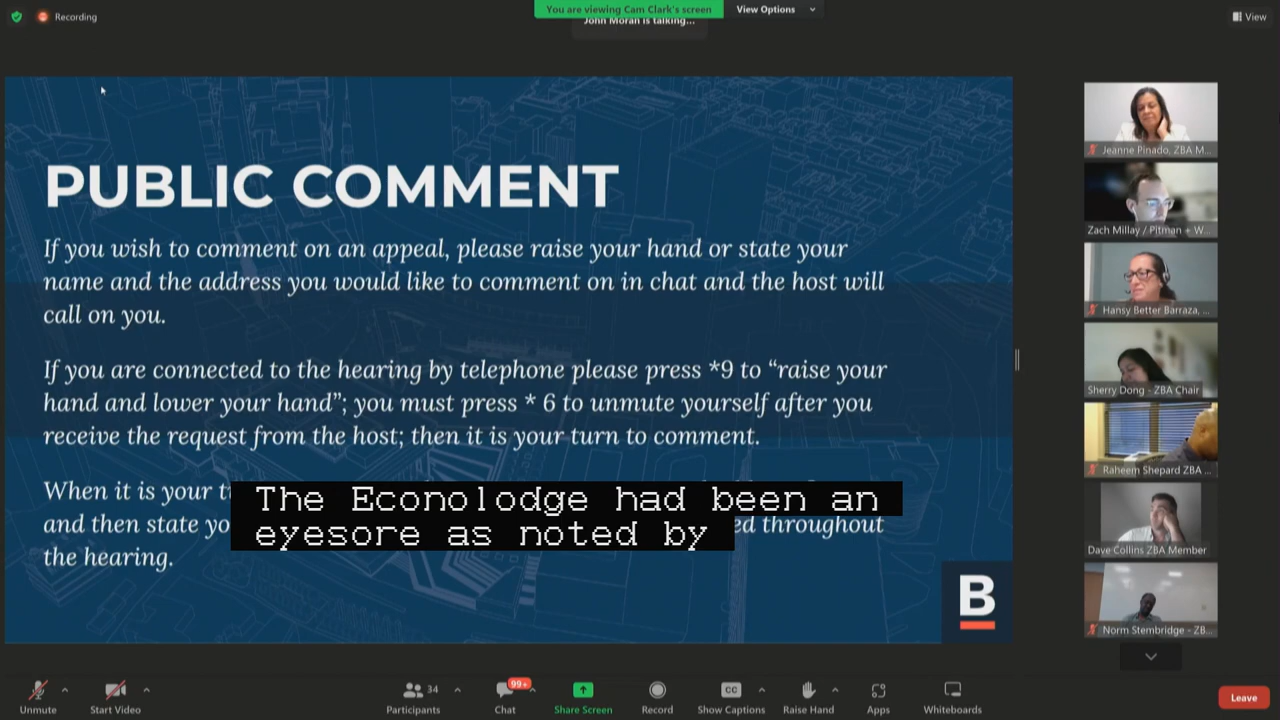 Recording
You are viewing Cam Clark's screen
View Options
John Moran is talking...
View
PUBLIC COMMENT
If you wish to comment on an appeal, please raise your hand or state your
name and the address you would like to comment on in chat and the host will
call on you.
If you are connected to the hearing by telephone please press *9 to “raise your
hand and lower your hand”; you must press * 6 to unmute yourself after you
receive the request from the host; then it is your turn to comment.
When it is your
and then state throughout
the hearing.
The Econolodge had been an
eyesore as noted by
B
Jeanne Pinado, ZBA M...
Zach Millay / Pitman + W...
Hansy Better Barraza, ...
Sherry Dong - ZBA Chair
Raheem Shepard ZBA ...
Dave Collins ZBA Member
Norm Stembridge - ZB...
Unmute
Start Video
34
Participants
99+
Chat
Share Screen
Record
CC
Show Captions
Raise Hand
Apps
Whiteboards
Leave